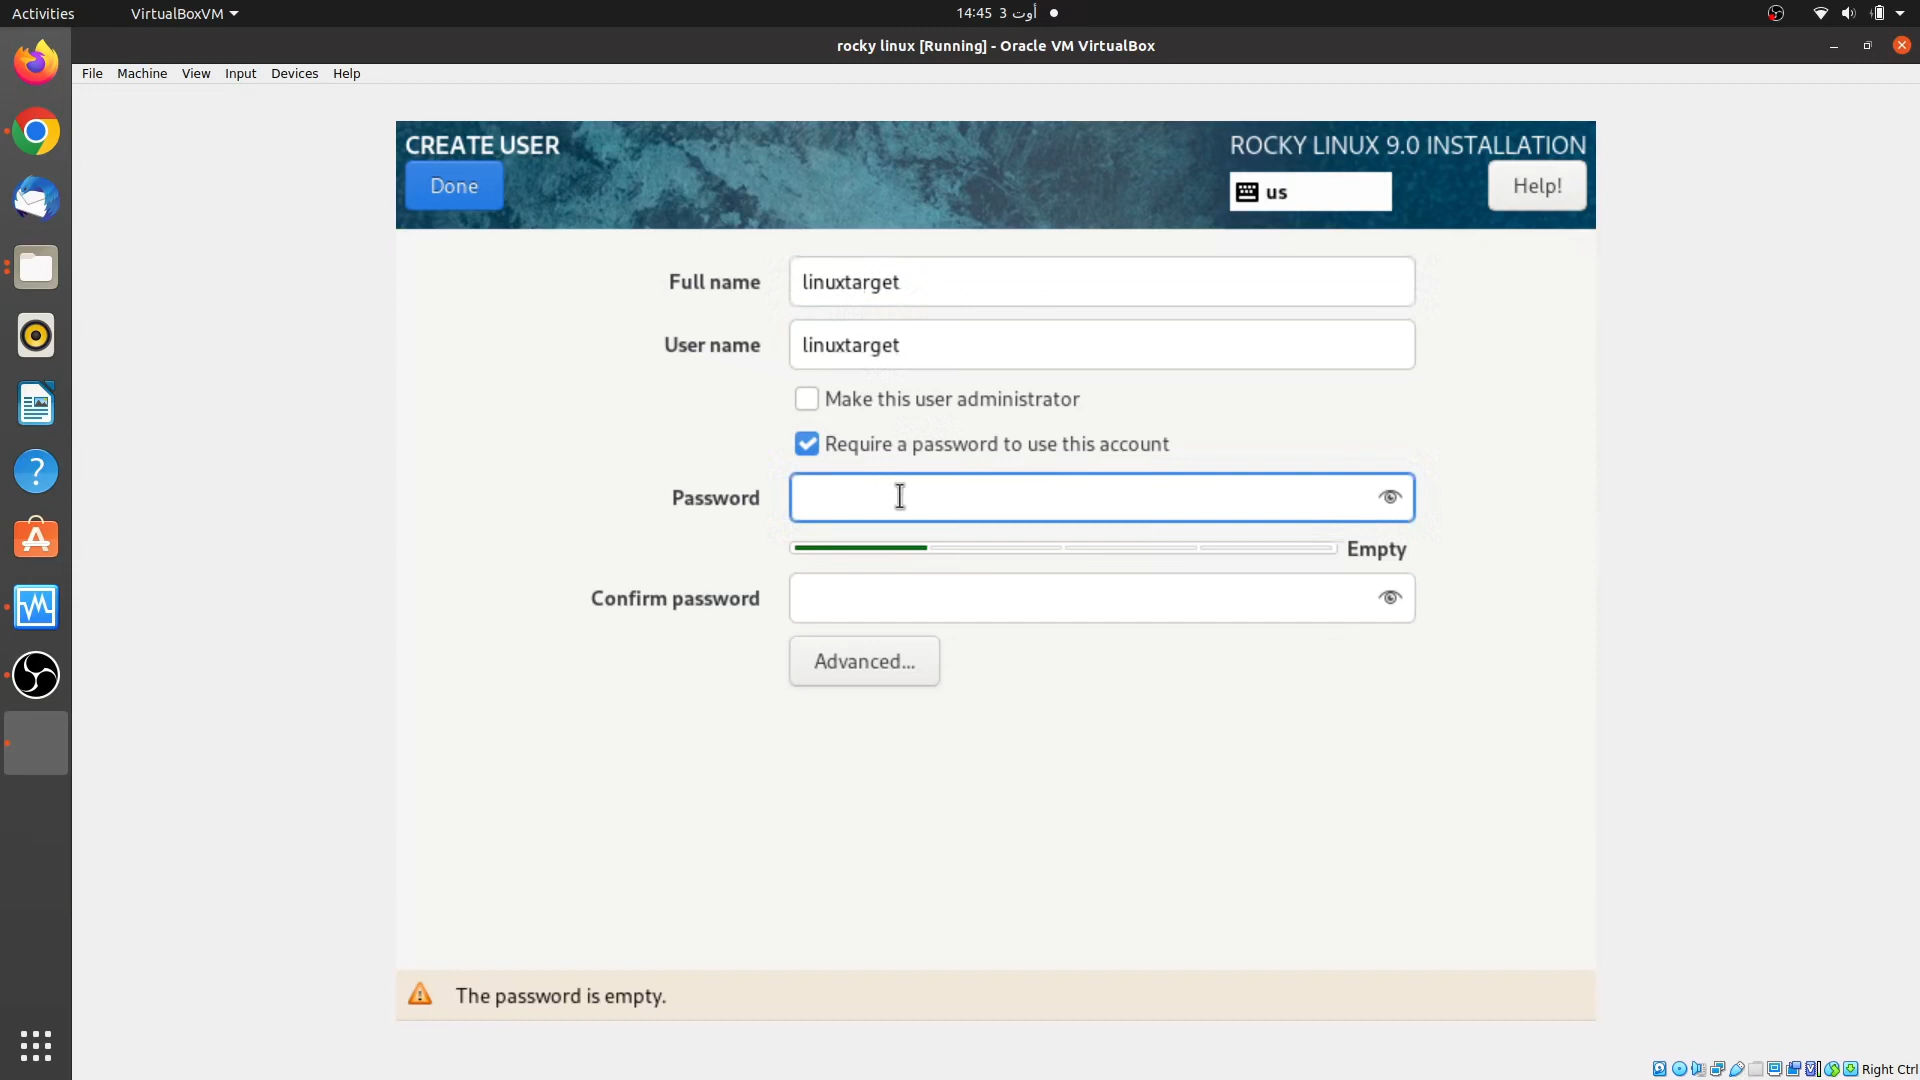 Activities
VirtualBoxVM
14:45 3 أوت
rocky linux [Running] - Oracle VM VirtualBox
File Machine View Input Devices Help
CREATE USER
ROCKY LINUX 9.0 INSTALLATION
Done
us
Help!
Full name
linuxtarget
User name
linuxtarget
Make this user administrator
Require a password to use this account
Password
Empty
Confirm password
Advanced...
The password is empty.
Right Ctrl